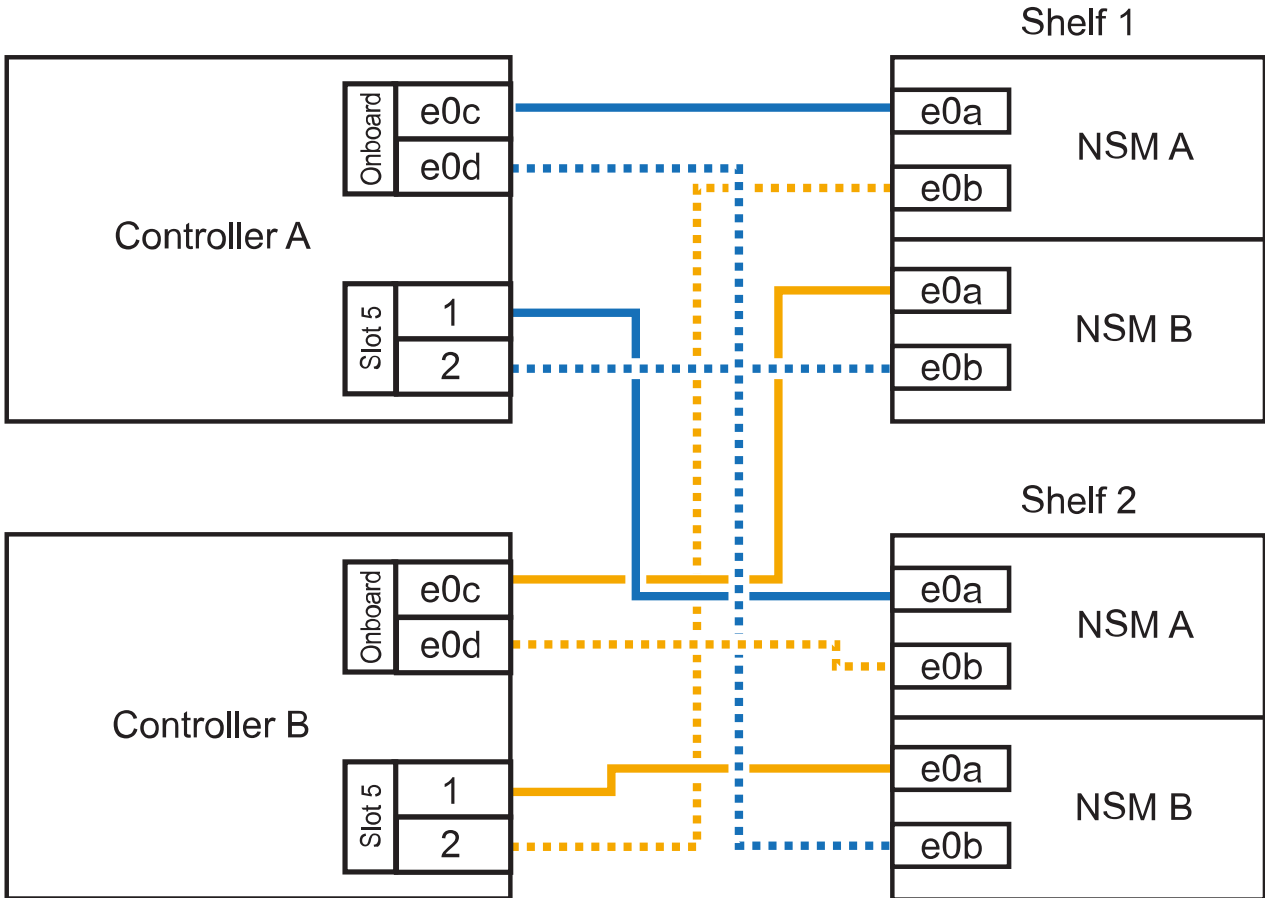 Shelf 1
Controller A
Onboard
e0c
e0d
Slot 5
1
2
e0a
e0b
NSM A
e0a
e0b
NSM B
Shelf 2
Controller B
Onboard
e0c
e0d
Slot 5
1
2
e0a
e0b
NSM A
e0a
e0b
NSM B